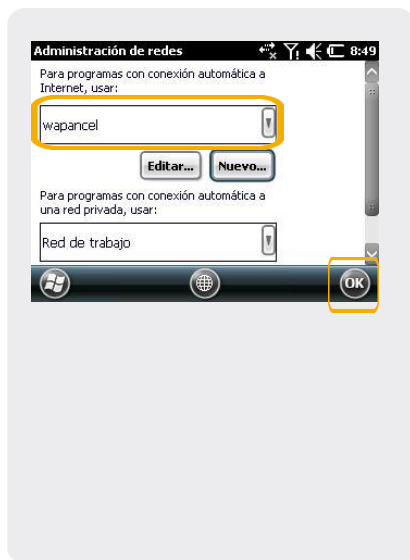 Administración de redes 8:49
Para programas con conexión automática a
Internet, usar:
wapancel
Editar... Nuevo...
Para programas con conexión automática a
una red privada, usar:
Red de trabajo
OK